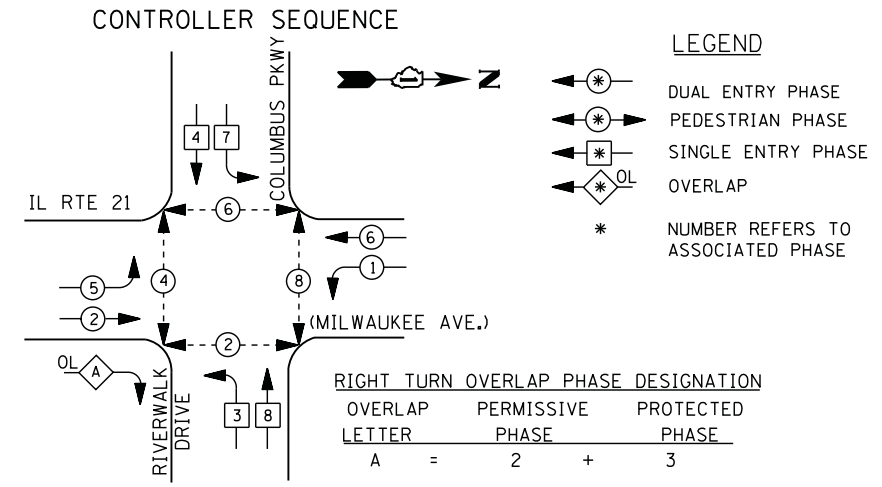 CONTROLLER SEQUENCE
COLUMBUS PKWY
N
LEGEND
* DUAL ENTRY PHASE
* PEDESTRIAN PHASE
* SINGLE ENTRY PHASE
* OL OVERLAP
* NUMBER REFERS TO
ASSOCIATED PHASE
4 7
IL RTE 21
6
6
5 4 8 1
2
(MILWAUKEE AVE.)
2
OL A
RIVERWALK
DRIVE
3 8
RIGHT TURN OVERLAP PHASE DESIGNATION
OVERLAP PERMISSIVE PROTECTED
LETTER PHASE PHASE
A = 2 + 3